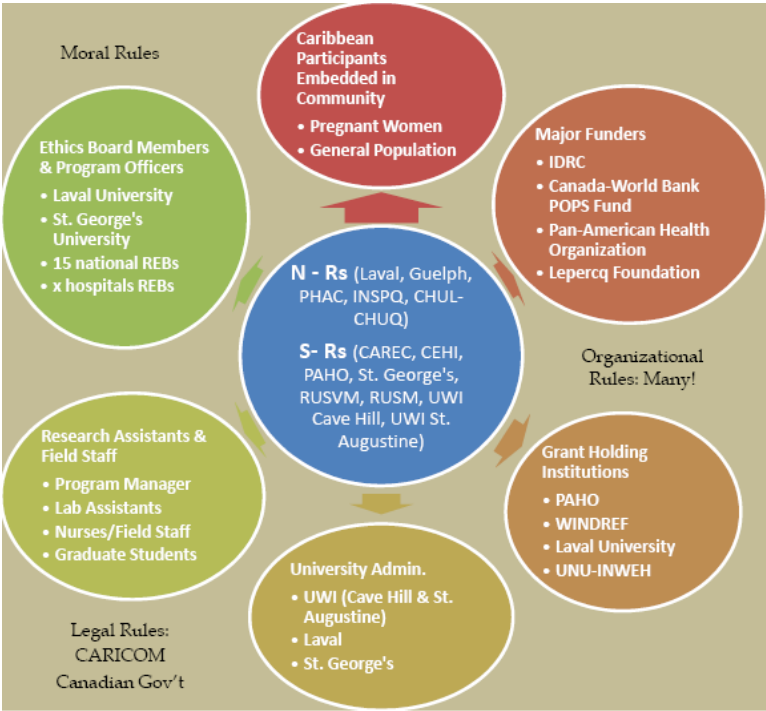 Moral Rules
Caribbean
Participants
Embedded in
Community
• Pregnant Women
• General Population
Ethics Board Members
& Program Officers
• Laval University
• St. George's
University
• 15 national REBs
• x hospitals REBs
Major Funders
• IDRC
• Canada-World Bank
POPS Fund
• Pan-American Health
Organization
• Lepercq Foundation
N - Rs (Laval, Guelph,
PHAC, INSPQ, CHUL-
CHUQ)
S- Rs (CAREC, CEHI,
PAHO, St. George's,
RUSVM, RUSM, UWI
Cave Hill, UWI St.
Augustine)
Organizational
Rules: Many!
Research Assistants &
Field Staff
• Program Manager
• Lab Assistants
• Nurses/Field Staff
• Graduate Students
Grant Holding
Institutions
• PAHO
• WINDREF
• Laval University
• UNU-INWEH
University Admin.
• UWI (Cave Hill & St.
Augustine)
• Laval
• St. George's
Legal Rules:
CARICOM
Canadian Gov’t